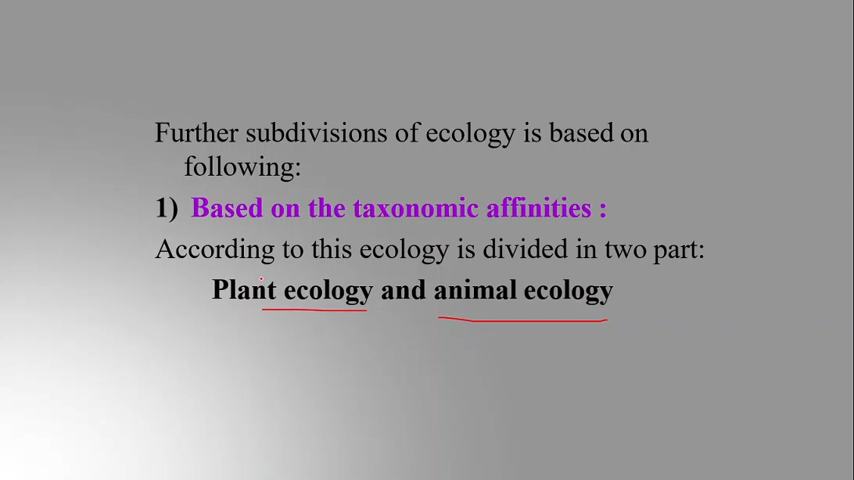 Further subdivisions of ecology is based on
following:
1) Based on the taxonomic affinities :
According to this ecology is divided in two part:
Plant ecology and animal ecology